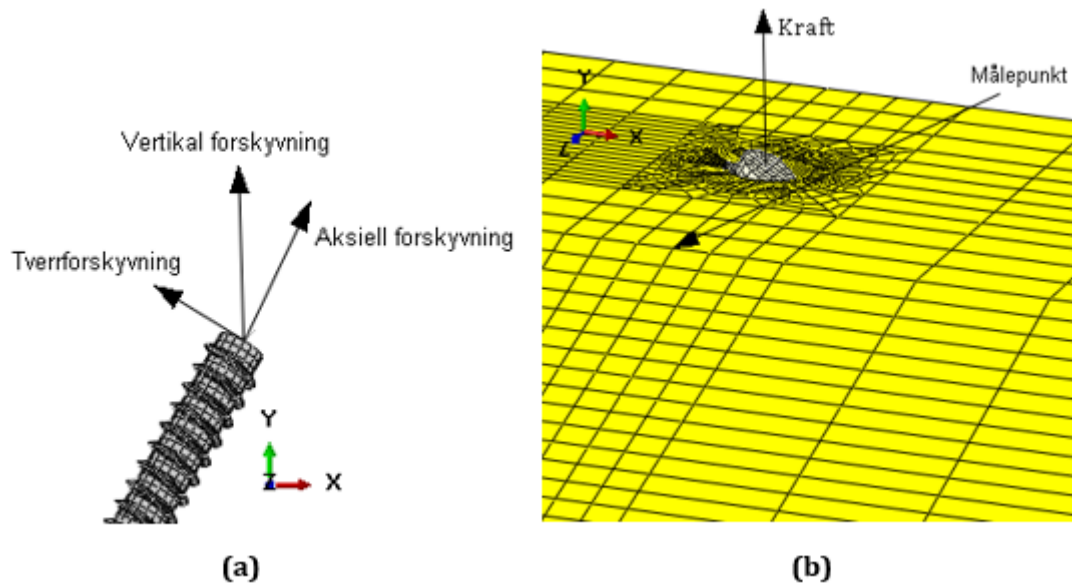 Vertikal forskyvning
Aksiell forskyvning
Tverrforskyvning
Y
Z
X
(a)
Kraft
Målepunkt
Y
Z
X
(b)